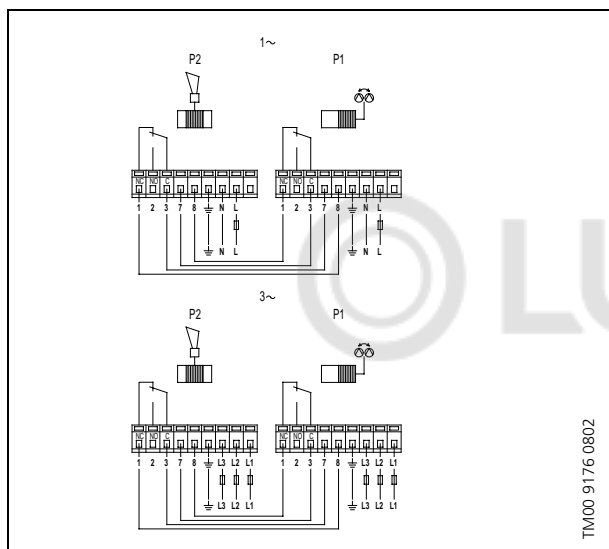 1~
P2 P1
NC NO C NC NO C
1 2 3 7 8 N L 1 2 3 7 8 N L
N L N L
3~
P2 P1
NC NO C NC NO C
1 2 3 7 8 L3 L2 L1 1 2 3 7 8 L3 L2 L1
L3 L2 L1 L3 L2 L1
TM00 9176 0802
LU